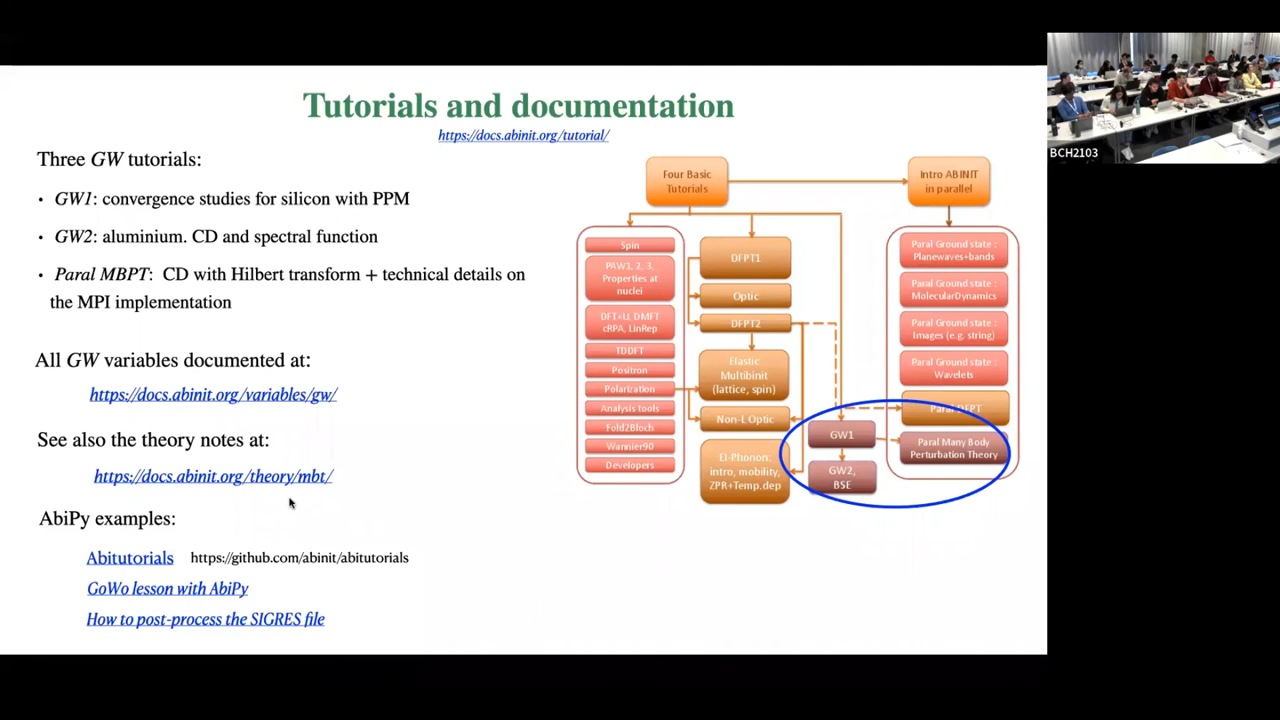 Tutorials and documentation
https://docs.abinit.org/tutorial/
Three GW tutorials:
• GW1: convergence studies for silicon with PPM
• GW2: aluminium. CD and spectral function
• Paral MBPT: CD with Hilbert transform + technical details on
the MPI implementation
All GW variables documented at:
https://docs.abinit.org/variables/gw/
See also the theory notes at:
https://docs.abinit.org/theory/mbt/
AbiPy examples:
Abitutorials https://github.com/abinit/abitutorials
GoWo lesson with AbiPy
How to post-process the SIGRES file
Four Basic
Tutorials
Intro ABINIT
in parallel
Spin
PAW1, 2, 3,
Properties at
nuclei
DFT+U, DMFT
cRPA, LinRep
TDDFT
Positron
Polarization
Analysis tools
Fold2Bloch
Wannier90
Developers
DFPT1
Optic
DFPT2
Elastic
Multibinit
(lattice, spin)
Non-L Optic
El-Phonon:
intro, mobility,
ZPR+Temp.dep
GW1
GW2,
BSE
Paral Ground state :
Planewaves+bands
Paral Ground state :
MolecularDynamics
Paral Ground state :
Images (e.g. string)
Paral Ground state :
Wavelets
Paral DFPT
Paral Many Body
Perturbation Theory
BCH2103